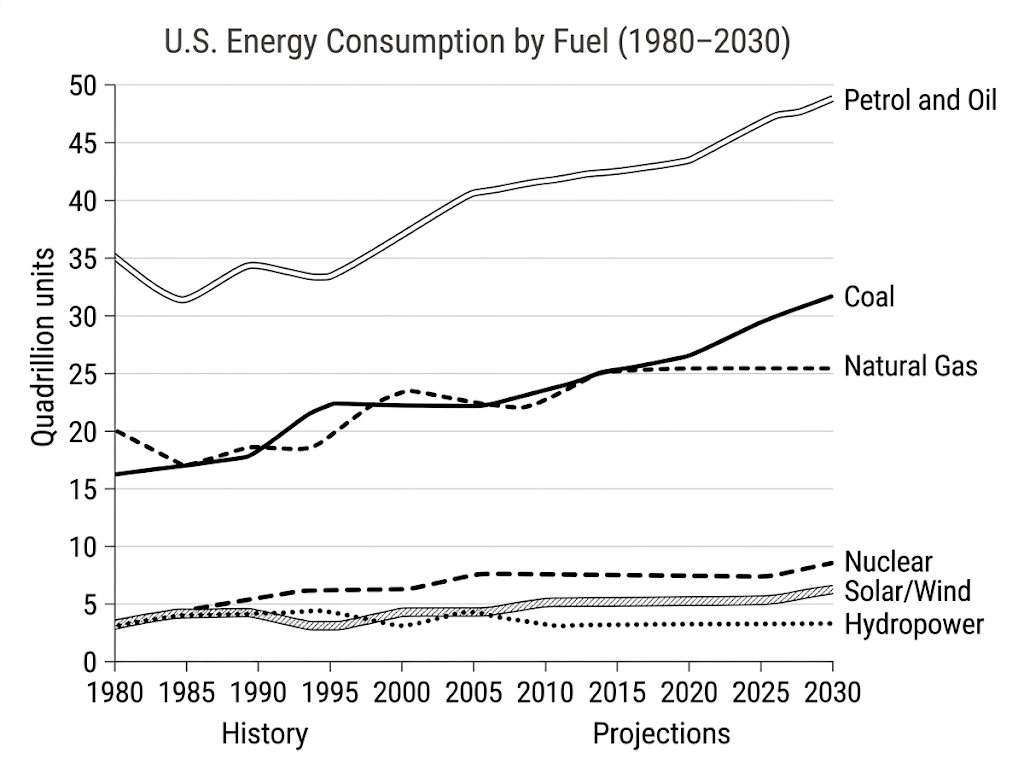 U.S. Energy Consumption by Fuel (1980–2030)
Quadrillion units
50
45
40
35
30
25
20
15
10
5
0
Petrol and Oil
Coal
Natural Gas
Nuclear
Solar/Wind
Hydropower
1980 1985 1990 1995 2000 2005 2010 2015 2020 2025 2030
History Projections